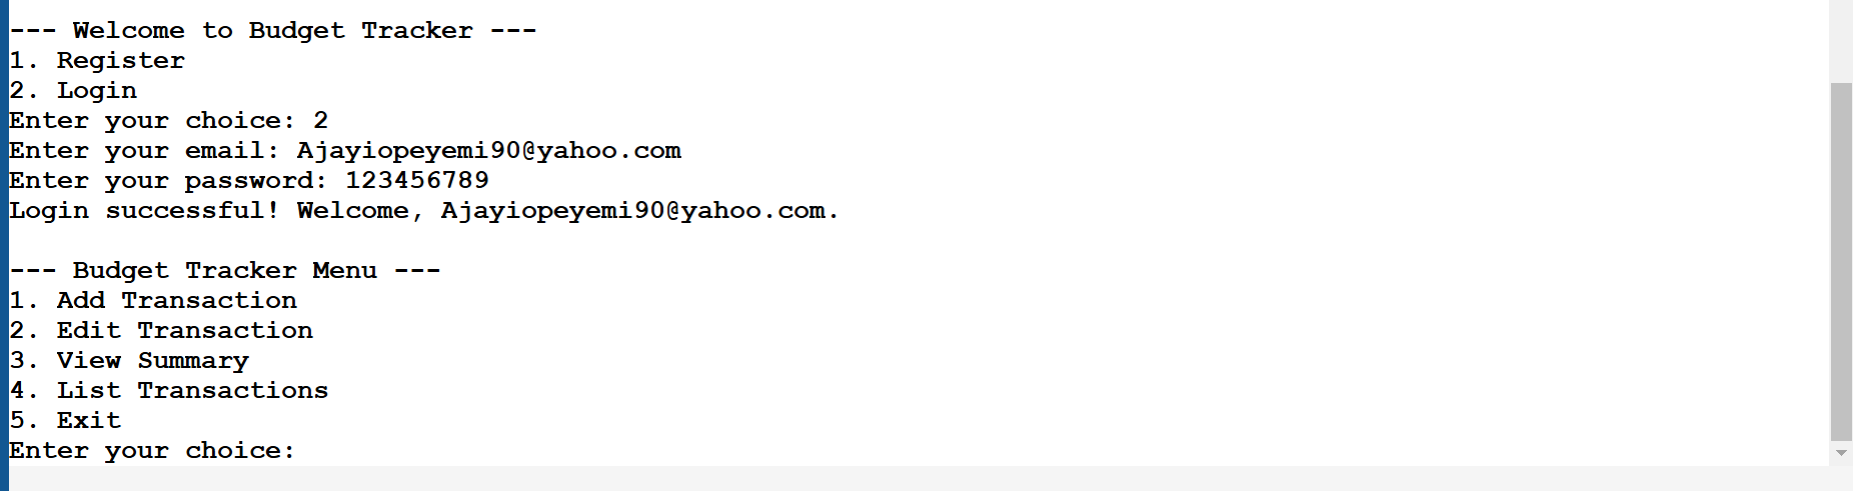 --- Welcome to Budget Tracker ---
1. Register
2. Login
Enter your choice: 2
Enter your email: Ajayiopeyemi90@yahoo.com
Enter your password: 123456789
Login successful! Welcome, Ajayiopeyemi90@yahoo.com.

--- Budget Tracker Menu ---
1. Add Transaction
2. Edit Transaction
3. View Summary
4. List Transactions
5. Exit
Enter your choice: